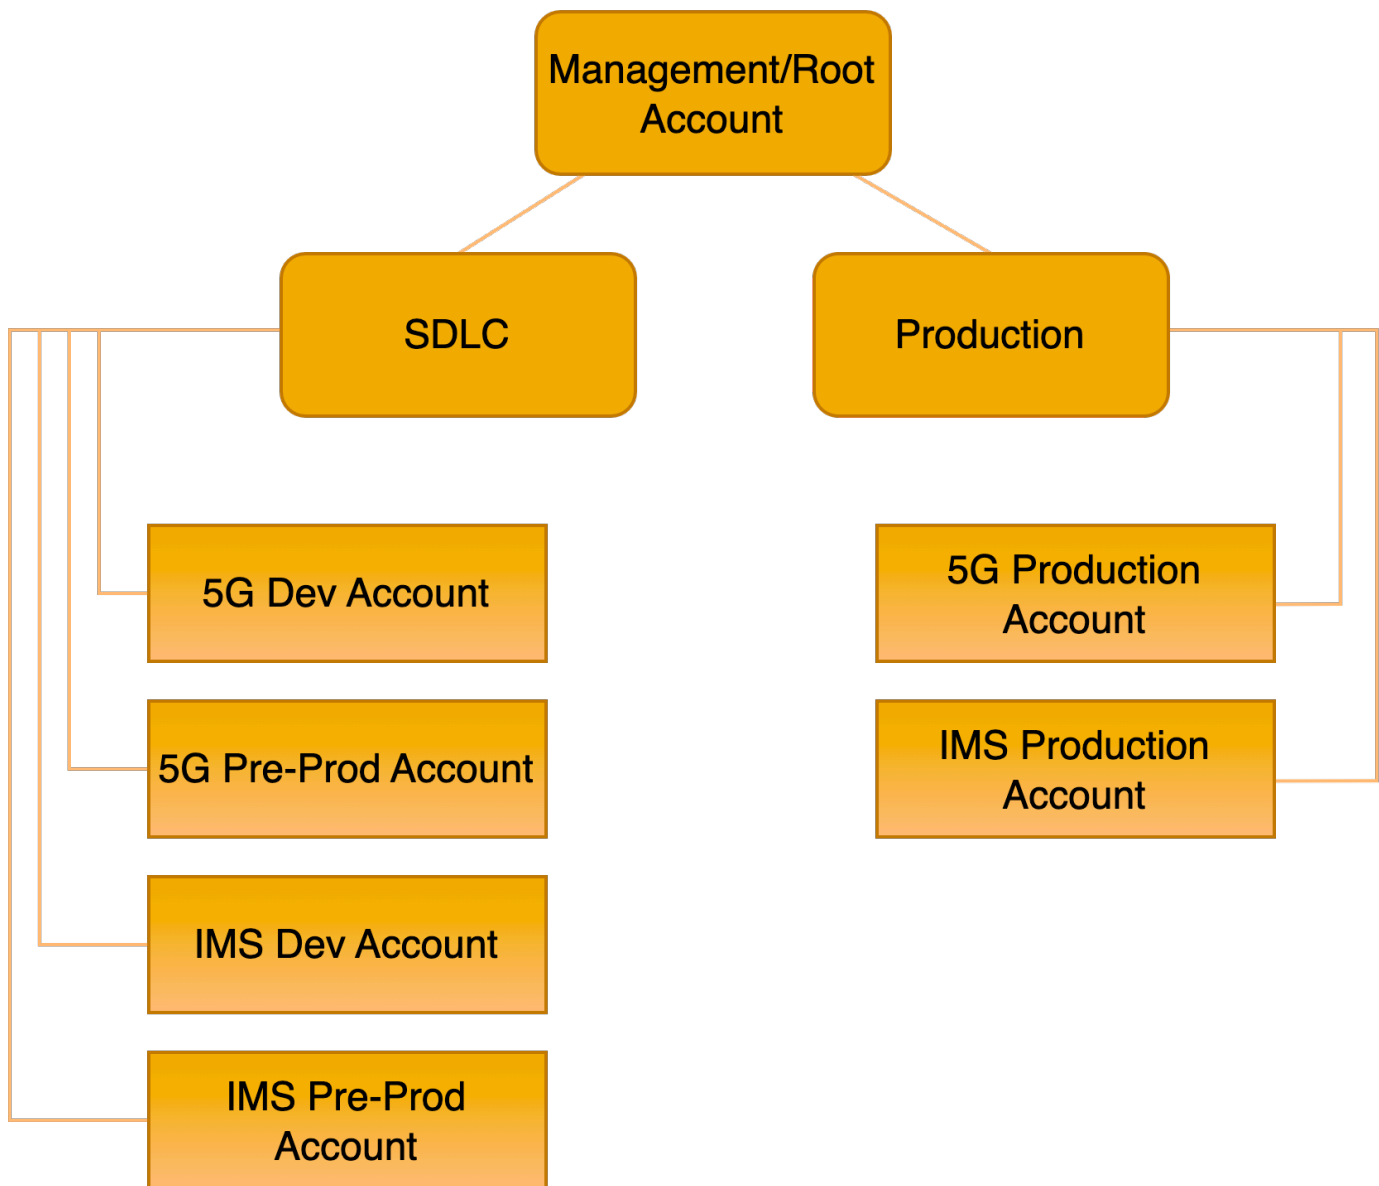 Management/Root
Account
SDLC
Production
5G Dev Account
5G Production
Account
5G Pre-Prod Account
IMS Production
Account
IMS Dev Account
IMS Pre-Prod
Account